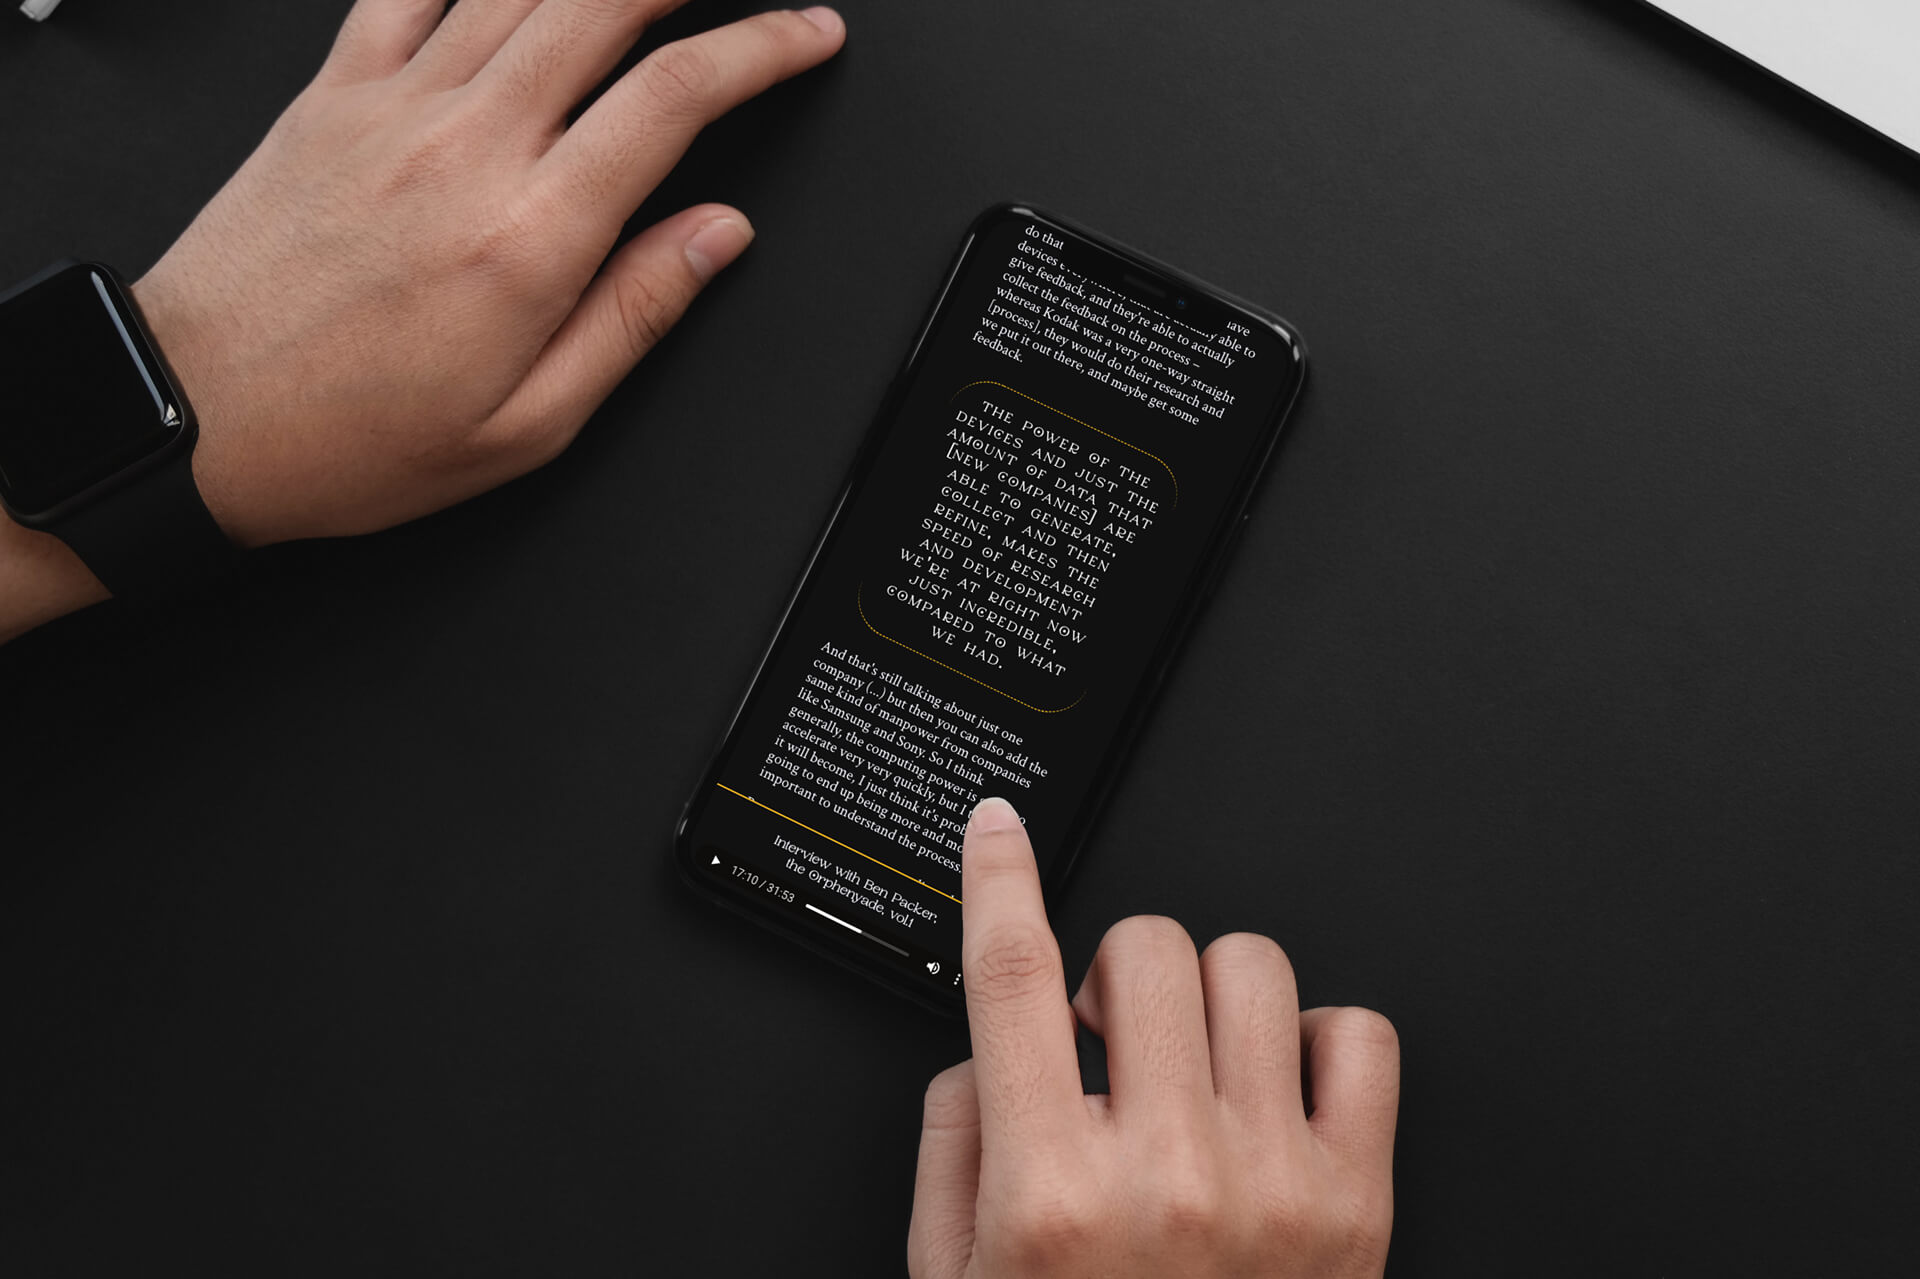 do that
devices
have
give feedback, and they're able to actually able to
collect the feedback on the process –
whereas Kodak was a very one-way straight
[process], they would do their research and
we put it out there, and maybe get some
feedback.
THE POWER OF THE
DEVICES AND JUST THE
AMOUNT OF DATA THAT
[NEW COMPANIES] ARE
ABLE TO GENERATE,
COLLECT AND THEN
REFINE, MAKES THE
SPEED OF RESEARCH
AND DEVELOPMENT
WE'RE AT RIGHT NOW
JUST INCREDIBLE,
COMPARED TO WHAT
WE HAD.
And that's still talking about just one
company (...) but then you can also add the
same kind of manpower from companies
like Samsung and Sony. So I think
generally, the computing power is
accelerate very very quickly, but I
it will become, I just think it's
going to end up being more and
important to understand the process.
Interview with Ben Packer,
the Orphenyade, vol.1
17:10 / 31:53